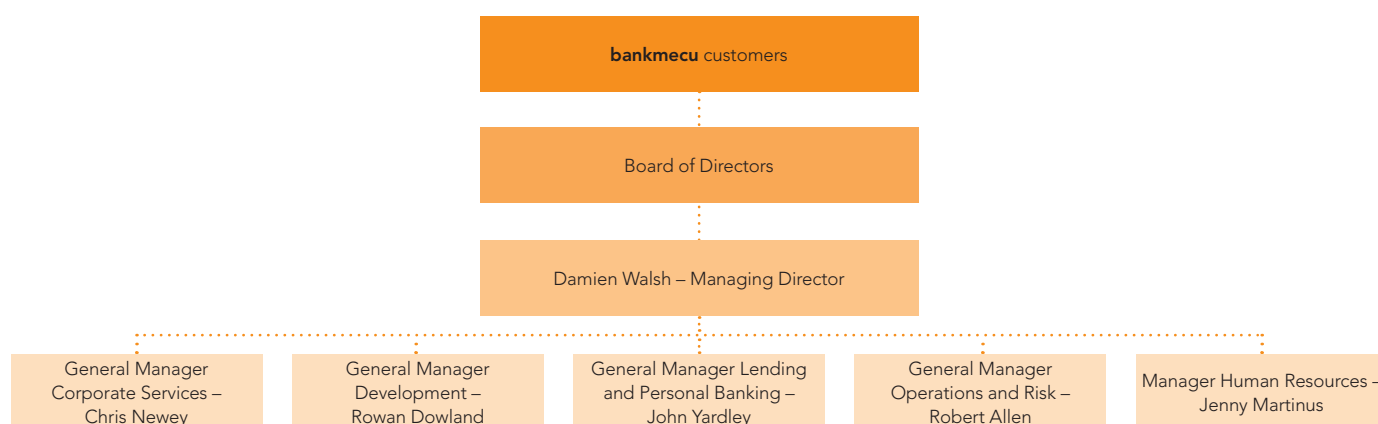 bankmecu customers
Board of Directors
Damien Walsh – Managing Director
General Manager
Corporate Services –
Chris Newey
General Manager
Development –
Rowan Dowland
General Manager Lending
and Personal Banking –
John Yardley
General Manager
Operations and Risk –
Robert Allen
Manager Human Resources –
Jenny Martinus